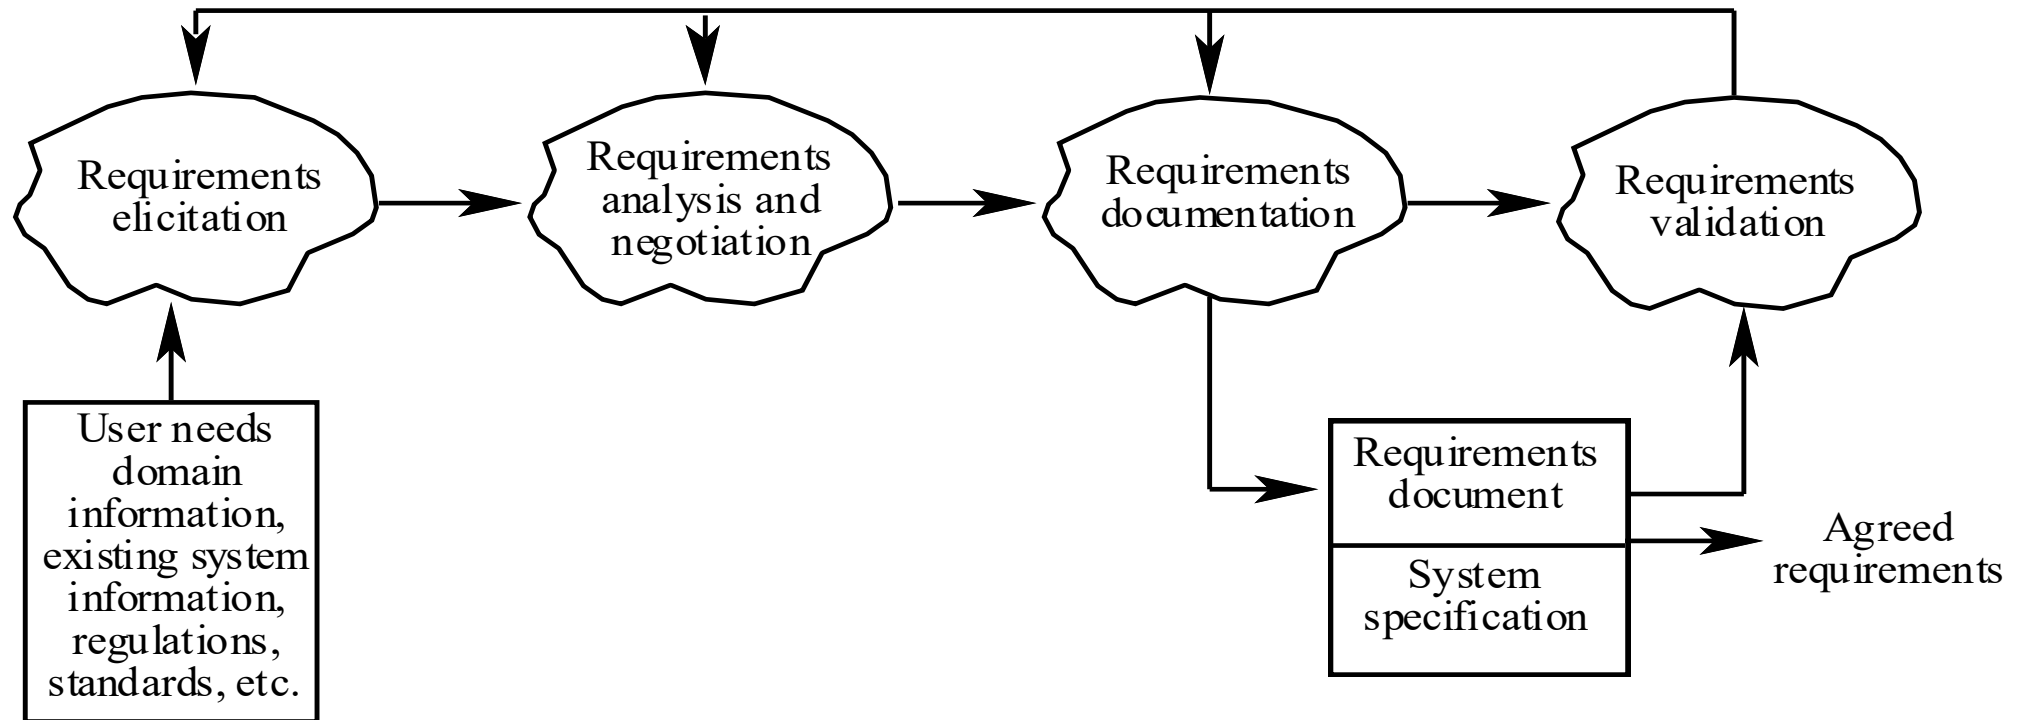 Requirements
elicitation
Requirements
analysis and
negotiation
Requirements
documentation
Requirements
validation
User needs
domain
information,
existing system
information,
regulations,
standards, etc.
Requirements
document
System
specification
Agreed
requirements